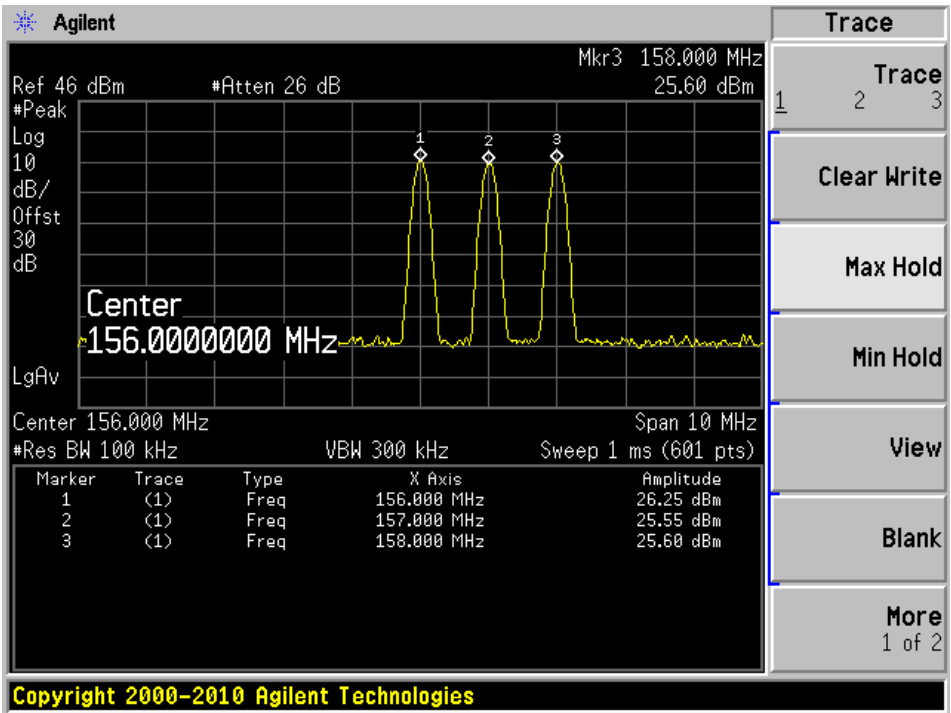 Agilent
Trace
Mkr3 158.000 MHz
Ref 46 dBm #Atten 26 dB 25.60 dBm
#Peak
Log
10
dB/
Offst
30
dB
1 2 3
Center
156.0000000 MHz
LgAv
Center 156.000 MHz Span 10 MHz
#Res BW 100 kHz VBW 300 kHz Sweep 1 ms (601 pts)
Marker Trace Type X Axis Amplitude
1 (1) Freq 156.000 MHz 26.25 dBm
2 (1) Freq 157.000 MHz 25.55 dBm
3 (1) Freq 158.000 MHz 25.60 dBm
Trace
1 2 3
Clear Write
Max Hold
Min Hold
View
Blank
More
1 of 2
Copyright 2000-2010 Agilent Technologies